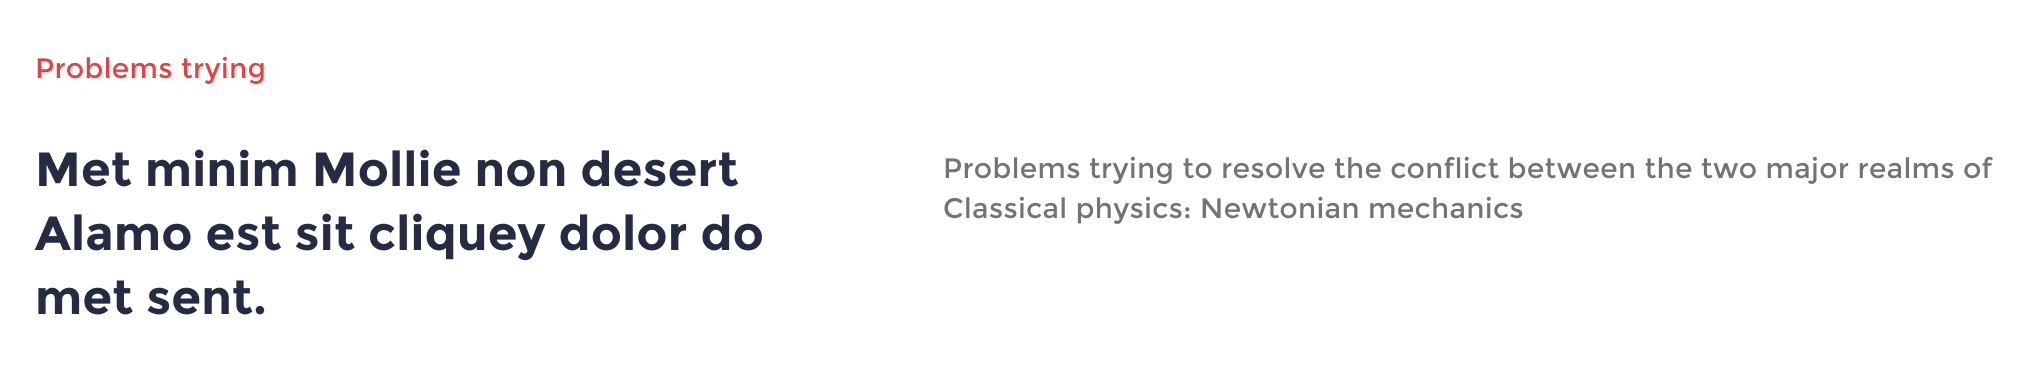 Problems trying
Met minim Mollie non desert
Alamo est sit cliquey dolor do
met sent.
Problems trying to resolve the conflict between the two major realms of
Classical physics: Newtonian mechanics